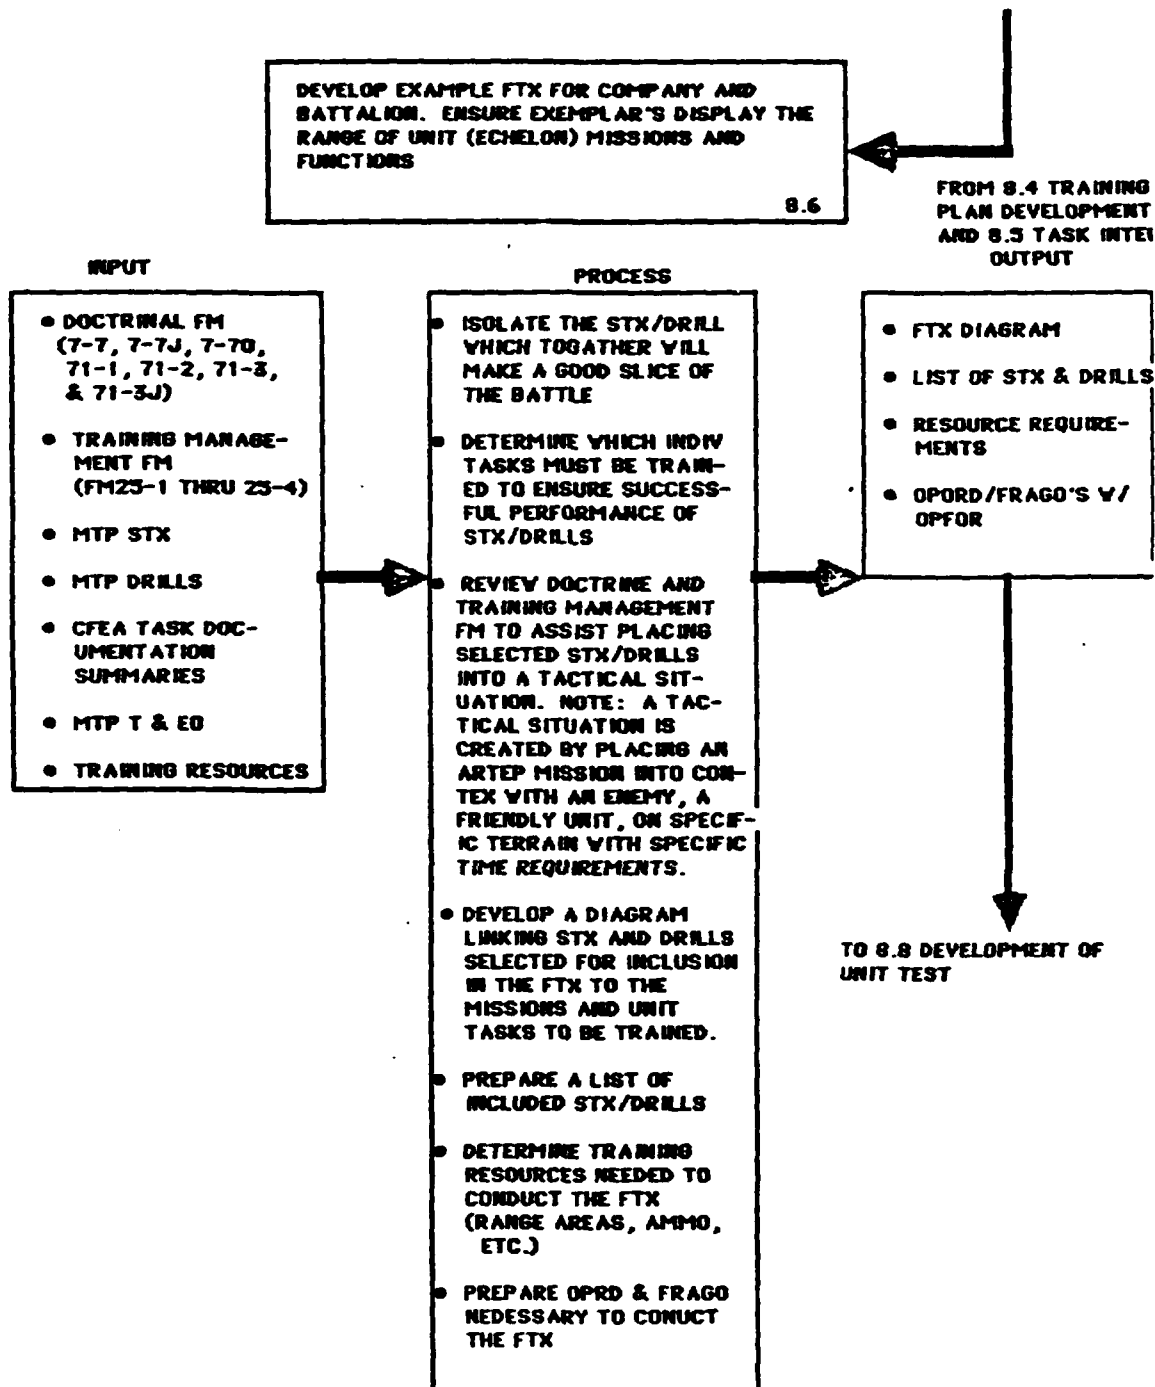 DEVELOP EXAMPLE FTX FOR COMPANY AND
BATTALION. ENSURE EXEMPLAR'S DISPLAY THE
RANGE OF UNIT (ECHELON) MISSIONS AND
FUNCTIONS
8.6
FROM 8.4 TRAINING
PLAN DEVELOPMENT
AND 8.5 TASK
OUTPUT
INPUT
● DOCTRINAL FM
(7-7, 7-7J, 7-70,
71-1, 71-2, 71-3,
& 71-3J)
● TRAINING MANAGE-
MENT FM
(FM25-1 THRU 25-4)
● MTP STX
● MTP DRILLS
● CFEA TASK DOC-
UMENTATION
SUMMARIES
● MTP T & EO
● TRAINING RESOURCES
PROCESS
● ISOLATE THE STX/DRILL
WHICH TOGATHER WILL
MAKE A GOOD SLICE OF
THE BATTLE
● DETERMINE WHICH INDIV
TASKS MUST BE TRAIN-
ED TO ENSURE SUCCESS-
FUL PERFORMANCE OF
STX/DRILLS
● REVIEW DOCTRINE AND
TRAINING MANAGEMENT
FM TO ASSIST PLACING
SELECTED STX/DRILLS
INTO A TACTICAL SIT-
UATION. NOTE: A TAC-
TICAL SITUATION IS
CREATED BY PLACING AN
ARTEP MISSION INTO CON-
TEX WITH AN ENEMY, A
FRIENDLY UNIT, ON SPECIF-
IC TERRAIN WITH SPECIFIC
TIME REQUIREMENTS.
● DEVELOP A DIAGRAM
LINKING STX AND DRILLS
SELECTED FOR INCLUSION
IN THE FTX TO THE
MISSIONS AND UNIT
TASKS TO BE TRAINED.
● PREPARE A LIST OF
INCLUDED STX/DRILLS
● DETERMINE TRAINING
RESOURCES NEEDED TO
CONDUCT THE FTX
(RANGE AREAS, AMMO,
ETC.)
● PREPARE OPRD & FRAGO
NEDESSARY TO CONUCT
THE FTX
● FTX DIAGRAM
● LIST OF STX & DRILLS
● RESOURCE REQUIRE-
MENTS
● OPORD/FRAGO'S W/
OPFOR
TO 8.8 DEVELOPMENT OF
UNIT TEST